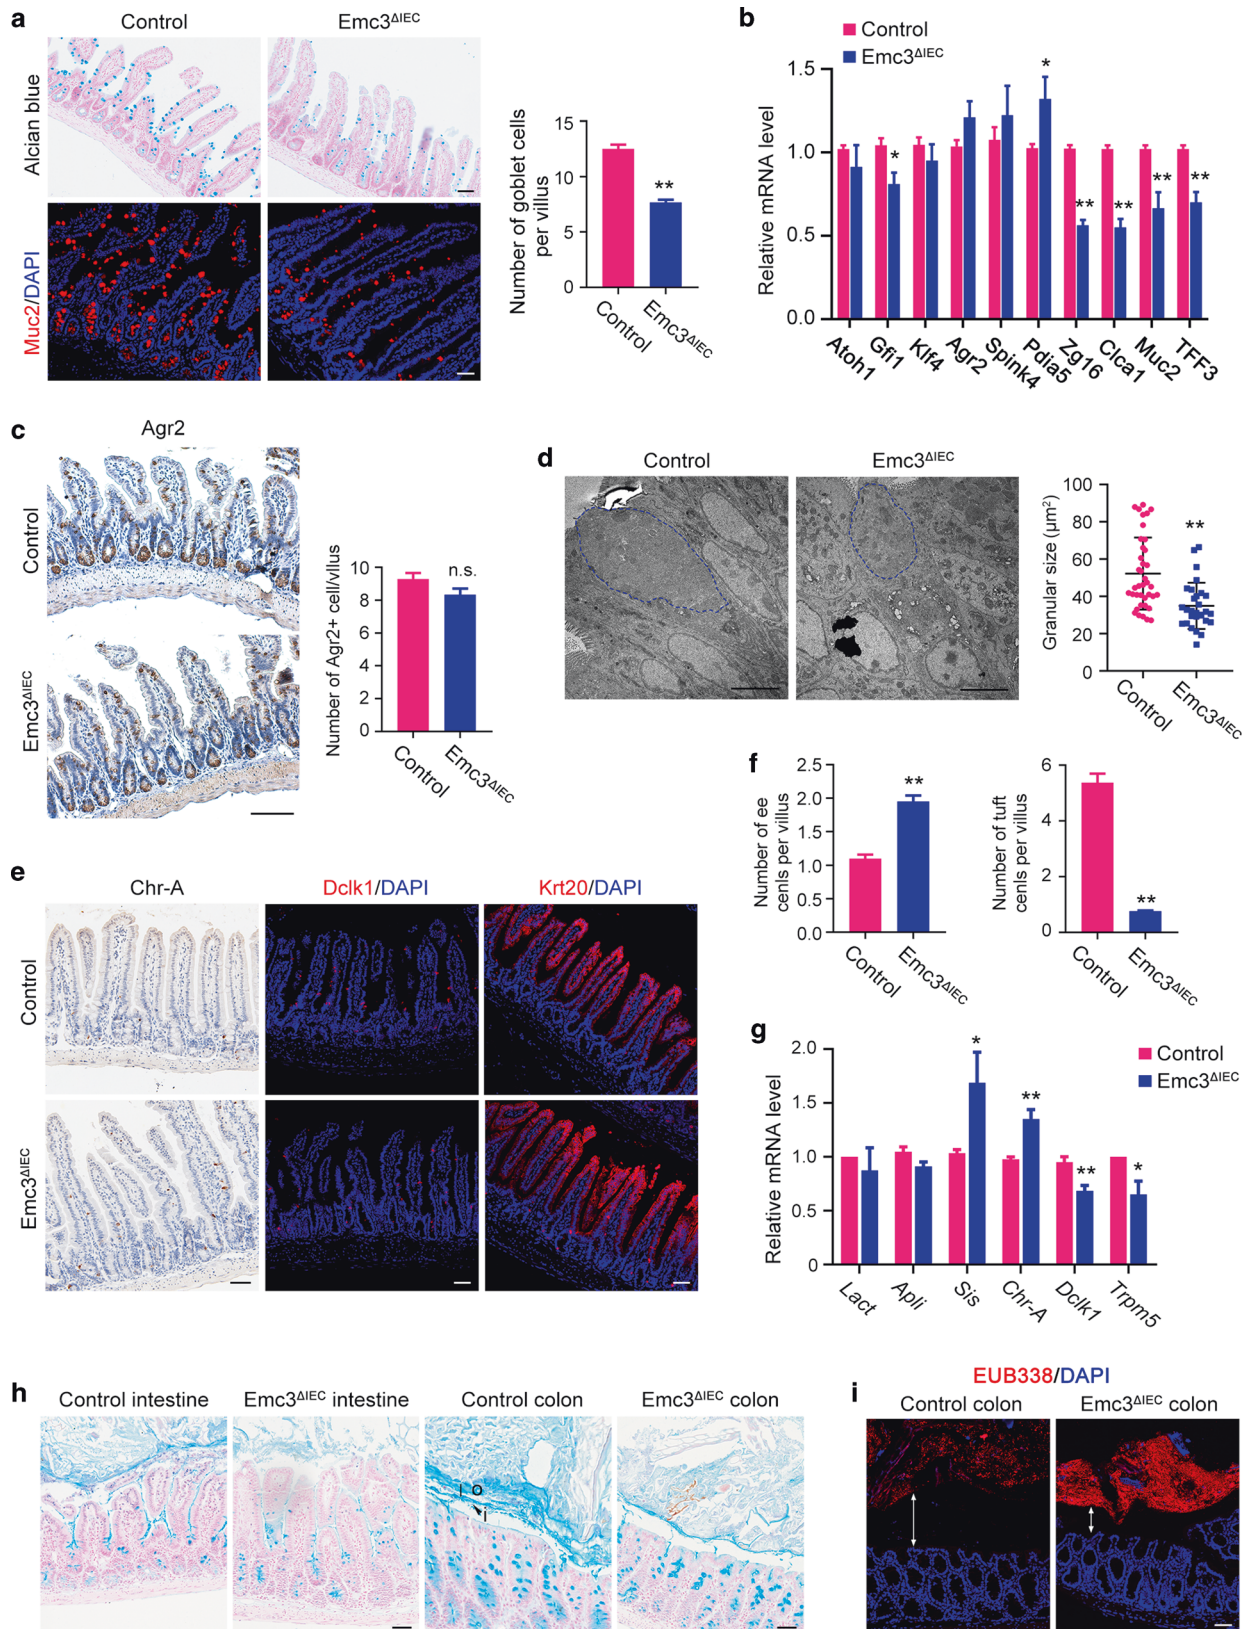 a
Control
Emc3ΔIEC
Alcian blue
Muc2/DAPI
Number of goblet cells
per villus
15
10
5
0
**
Control
Emc3ΔIEC
b
Control
Emc3ΔIEC
Relative mRNA level
1.5
1.0
0.5
0.0
*
*
**
**
**
**
Atoh1
Gfi1
Klf4
Agr2
Spink4
Pdia5
Zg16
Clca1
Muc2
TFF3
c
Agr2
Control
Emc3ΔIEC
Number of Agr2+ cell/vllus
10
8
6
4
2
0
n.s.
Control
Emc3ΔIEC
d
Control
Emc3ΔIEC
Granular size (μm²)
100
80
60
40
20
0
**
Control
Emc3ΔIEC
e
Chr-A
Dclk1/DAPI
Krt20/DAPI
Control
Emc3ΔIEC
f
Number of ee
cenls per villus
2.5
2.0
1.5
1.0
0.5
0.0
**
Control
Emc3ΔIEC
Number of tuft
cenls per villus
6
4
2
0
**
Control
Emc3ΔIEC
g
Control
Emc3ΔIEC
Relative mRNA level
2.0
1.5
1.0
0.5
0
*
**
**
*
Lact
Apli
Sis
Chr-A
Dclk1
Trpm5
h
Control intestine
Emc3ΔIEC intestine
Control colon
Emc3ΔIEC colon
o
I
i
EUB338/DAPI
Control colon
Emc3ΔIEC colon